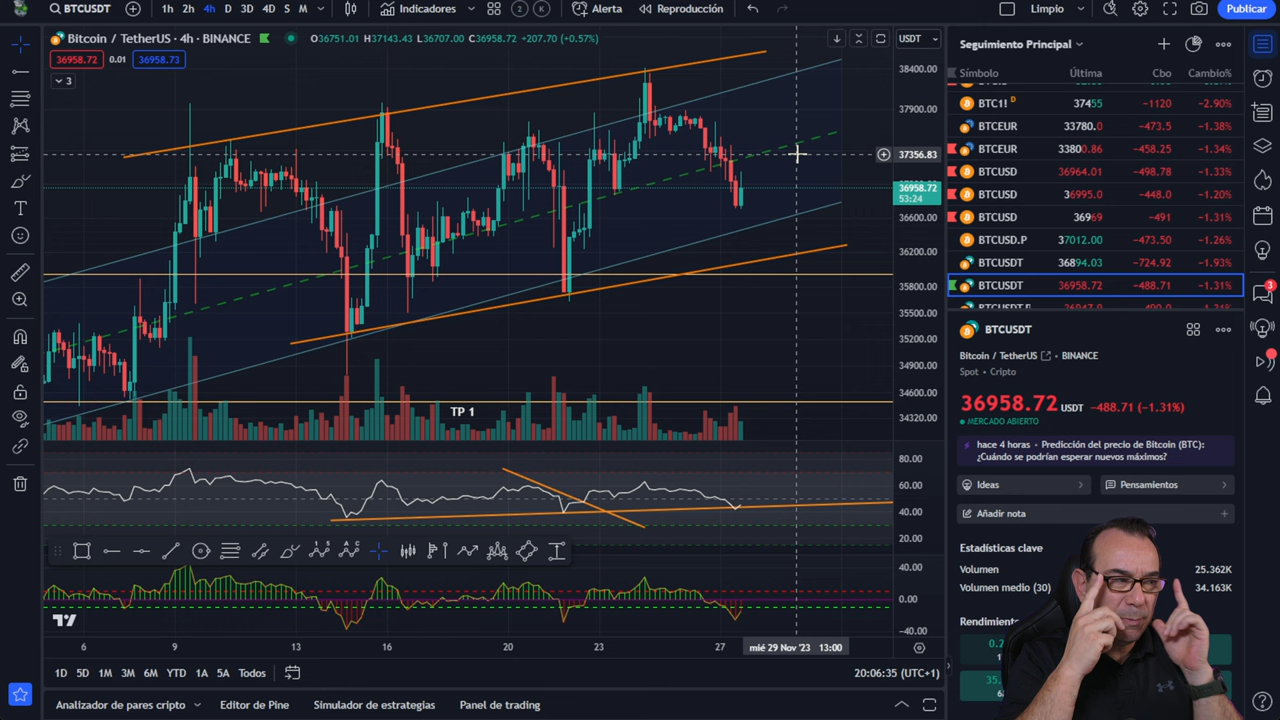 BTCUSDT 1h 2h 4h D 3D 4D S M Indicadores 2 K Alerta Reproducción Limpio Publicar
Bitcoin / TetherUS · 4h · BINANCE O36751.01 H37143.43 L36707.00 C36958.72 +207.70 (+0.57%)
36958.72 0.01 36958.73
3
USDT
38400.00
37900.00
37356.83
36958.72
53:24
36600.00
36200.00
35800.00
35500.00
35200.00
34900.00
34600.00
34320.00
TP 1
80.00
60.00
40.00
20.00
40.00
0.00
−40.00
6 9 13 16 20 23 27 mié 29 Nov '23 13:00
1D 5D 1M 3M 6M YTD 1A 5A Todos 20:06:35 (UTC+1)
Analizador de pares cripto Editor de Pine Simulador de estrategias Panel de trading
Seguimiento Principal
Símbolo Última Cbo Cambio%
BTC1! D 37455 −1120 −2.90%
BTCEUR 33780.0 −473.5 −1.38%
BTCEUR 3380.86 −458.25 −1.33%
BTCUSD 36964.01 −498.78 −1.33%
BTCUSD 36995.0 −448.0 −1.20%
BTCUSD 36969 −491 −1.31%
BTCUSD.P 37012.00 −473.50 −1.26%
BTCUSDT 36894.03 −724.92 −1.93%
BTCUSDT 36958.72 −488.71 −1.31%
BTCUSDT
Bitcoin / TetherUS · BINANCE
Spot · Cripto
36958.72 USDT −488.71 (−1.31%)
MERCADO ABIERTO
hace 4 horas · Predicción del precio de Bitcoin (BTC):
¿Cuándo se podrían esperar nuevos máximos?
Ideas Pensamientos
Añadir nota
Estadísticas clave
Volumen 25.362K
Volumen medio (30) 34.163K
3